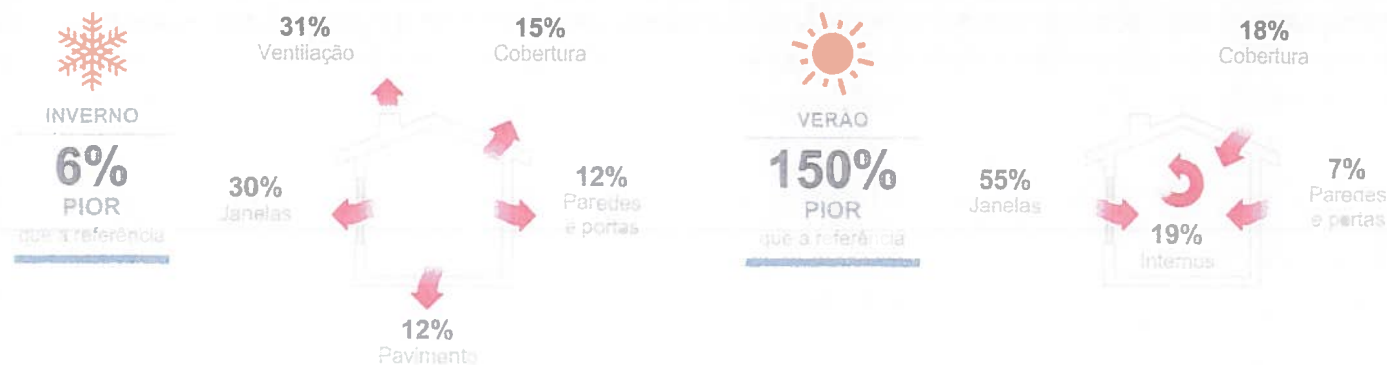 INVERNO
6%
PIOR
que a referência
31%
Ventilação
15%
Cobertura
30%
Janelas
12%
Paredes
e portas
12%
Pavimento
VERÃO
150%
PIOR
que a referência
18%
Cobertura
55%
Janelas
19%
Internos
7%
Paredes
e portas